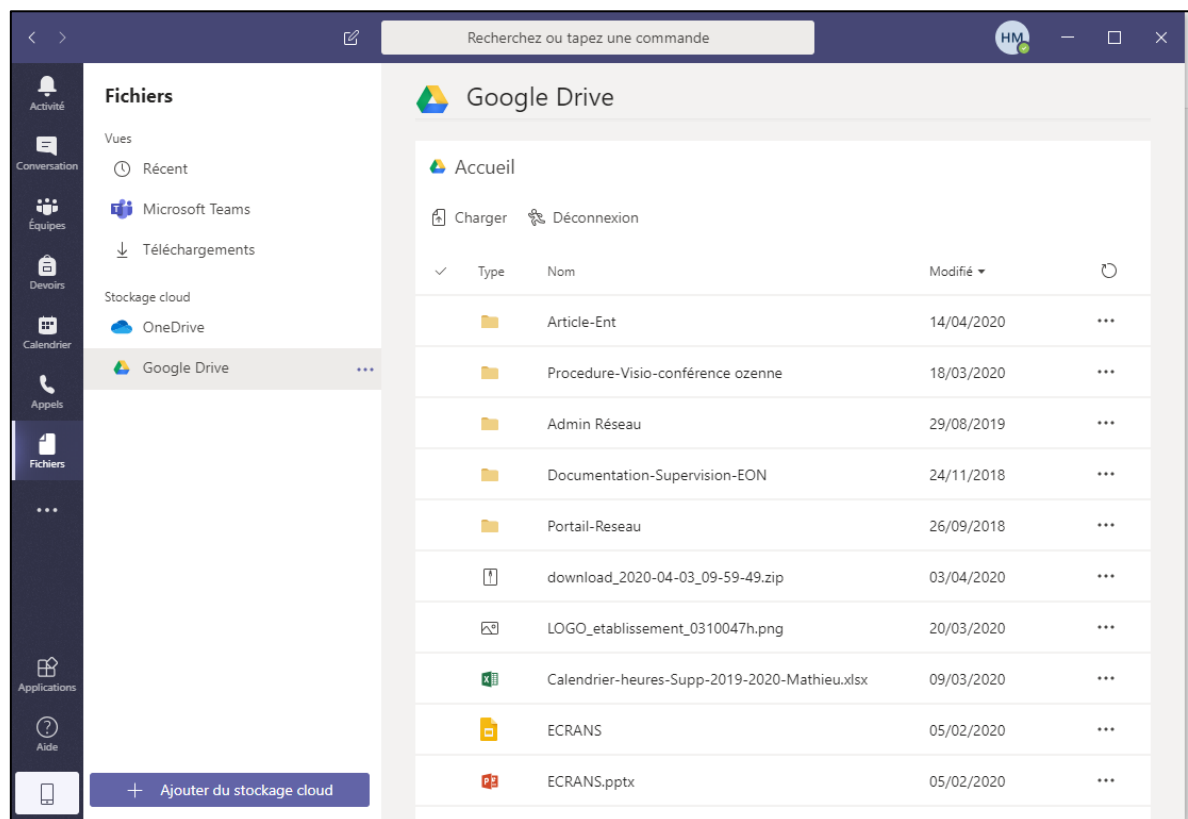 Recherchez ou tapez une commande
HM
Activité
Conversation
Équipes
Devoirs
Calendrier
Appels
Fichiers
Applications
Aide
Fichiers
Vues
Récent
Microsoft Teams
Téléchargements
Stockage cloud
OneDrive
Google Drive
Ajouter du stockage cloud
Google Drive
Accueil
Charger Déconnexion
Type Nom Modifié
Article-Ent 14/04/2020
Procedure-Visio-conférence ozenne 18/03/2020
Admin Réseau 29/08/2019
Documentation-Supervision-EON 24/11/2018
Portail-Reseau 26/09/2018
download_2020-04-03_09-59-49.zip 03/04/2020
LOGO_etablissement_0310047h.png 20/03/2020
Calendrier-heures-Supp-2019-2020-Mathieu.xlsx 09/03/2020
ECRANS 05/02/2020
ECRANS.pptx 05/02/2020